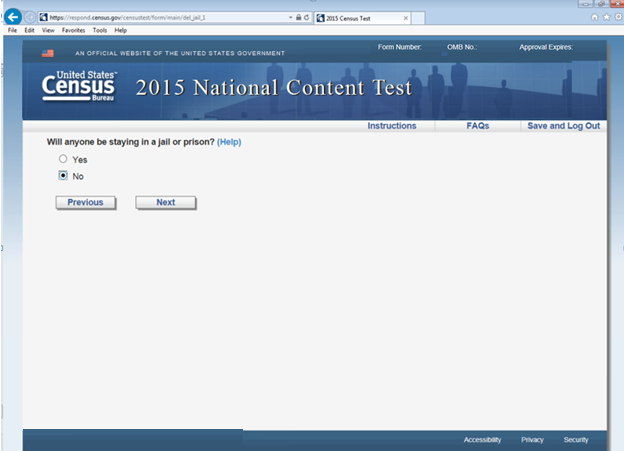 https://respond.census.gov/censustest/form/main/del_jail_1
2015 Census Test
File Edit View Favorites Tools Help
AN OFFICIAL WEBSITE OF THE UNITED STATES GOVERNMENT
Form Number: OMB No.: Approval Expires:
United States™
Census
Bureau
2015 National Content Test
Instructions FAQs Save and Log Out
Will anyone be staying in a jail or prison? (Help)
Yes
No
Previous Next
Accessibility Privacy Security